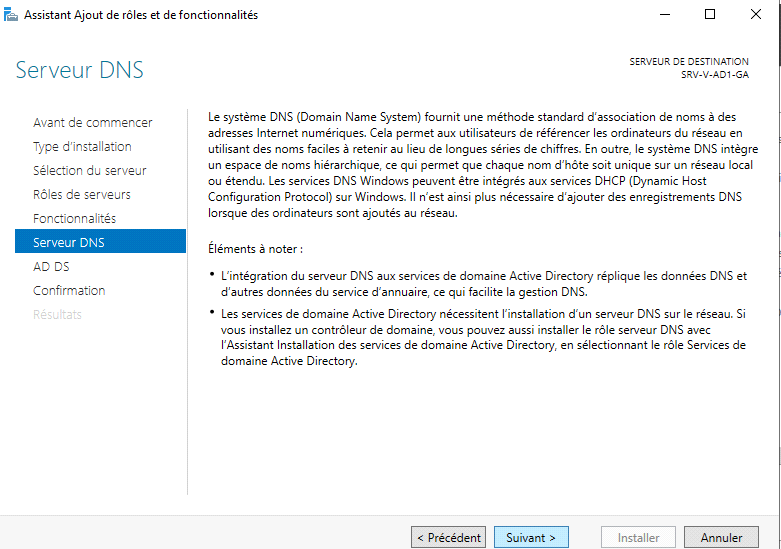 Assistant Ajout de rôles et de fonctionnalités
Serveur DNS
SERVEUR DE DESTINATION
SRV-V-AD1-GA
Avant de commencer
Type d'installation
Sélection du serveur
Rôles de serveurs
Fonctionnalités
Serveur DNS
AD DS
Confirmation
Résultats
Le système DNS (Domain Name System) fournit une méthode standard d'association de noms à des
adresses Internet numériques. Cela permet aux utilisateurs de référencer les ordinateurs du réseau en
utilisant des noms faciles à retenir au lieu de longues séries de chiffres. En outre, le système DNS intègre
un espace de noms hiérarchique, ce qui permet que chaque nom d'hôte soit unique sur un réseau local
ou étendu. Les services DNS Windows peuvent être intégrés aux services DHCP (Dynamic Host
Configuration Protocol) sur Windows. Il n'est ainsi plus nécessaire d'ajouter des enregistrements DNS
lorsque des ordinateurs sont ajoutés au réseau.
Éléments à noter :
• L'intégration du serveur DNS aux services de domaine Active Directory réplique les données DNS et
d'autres données du service d'annuaire, ce qui facilite la gestion DNS.
• Les services de domaine Active Directory nécessitent l'installation d'un serveur DNS sur le réseau. Si
vous installez un contrôleur de domaine, vous pouvez aussi installer le rôle serveur DNS avec
l'Assistant Installation des services de domaine Active Directory, en sélectionnant le rôle Services de
domaine Active Directory.
< Précédent
Suivant >
Installer
Annuler